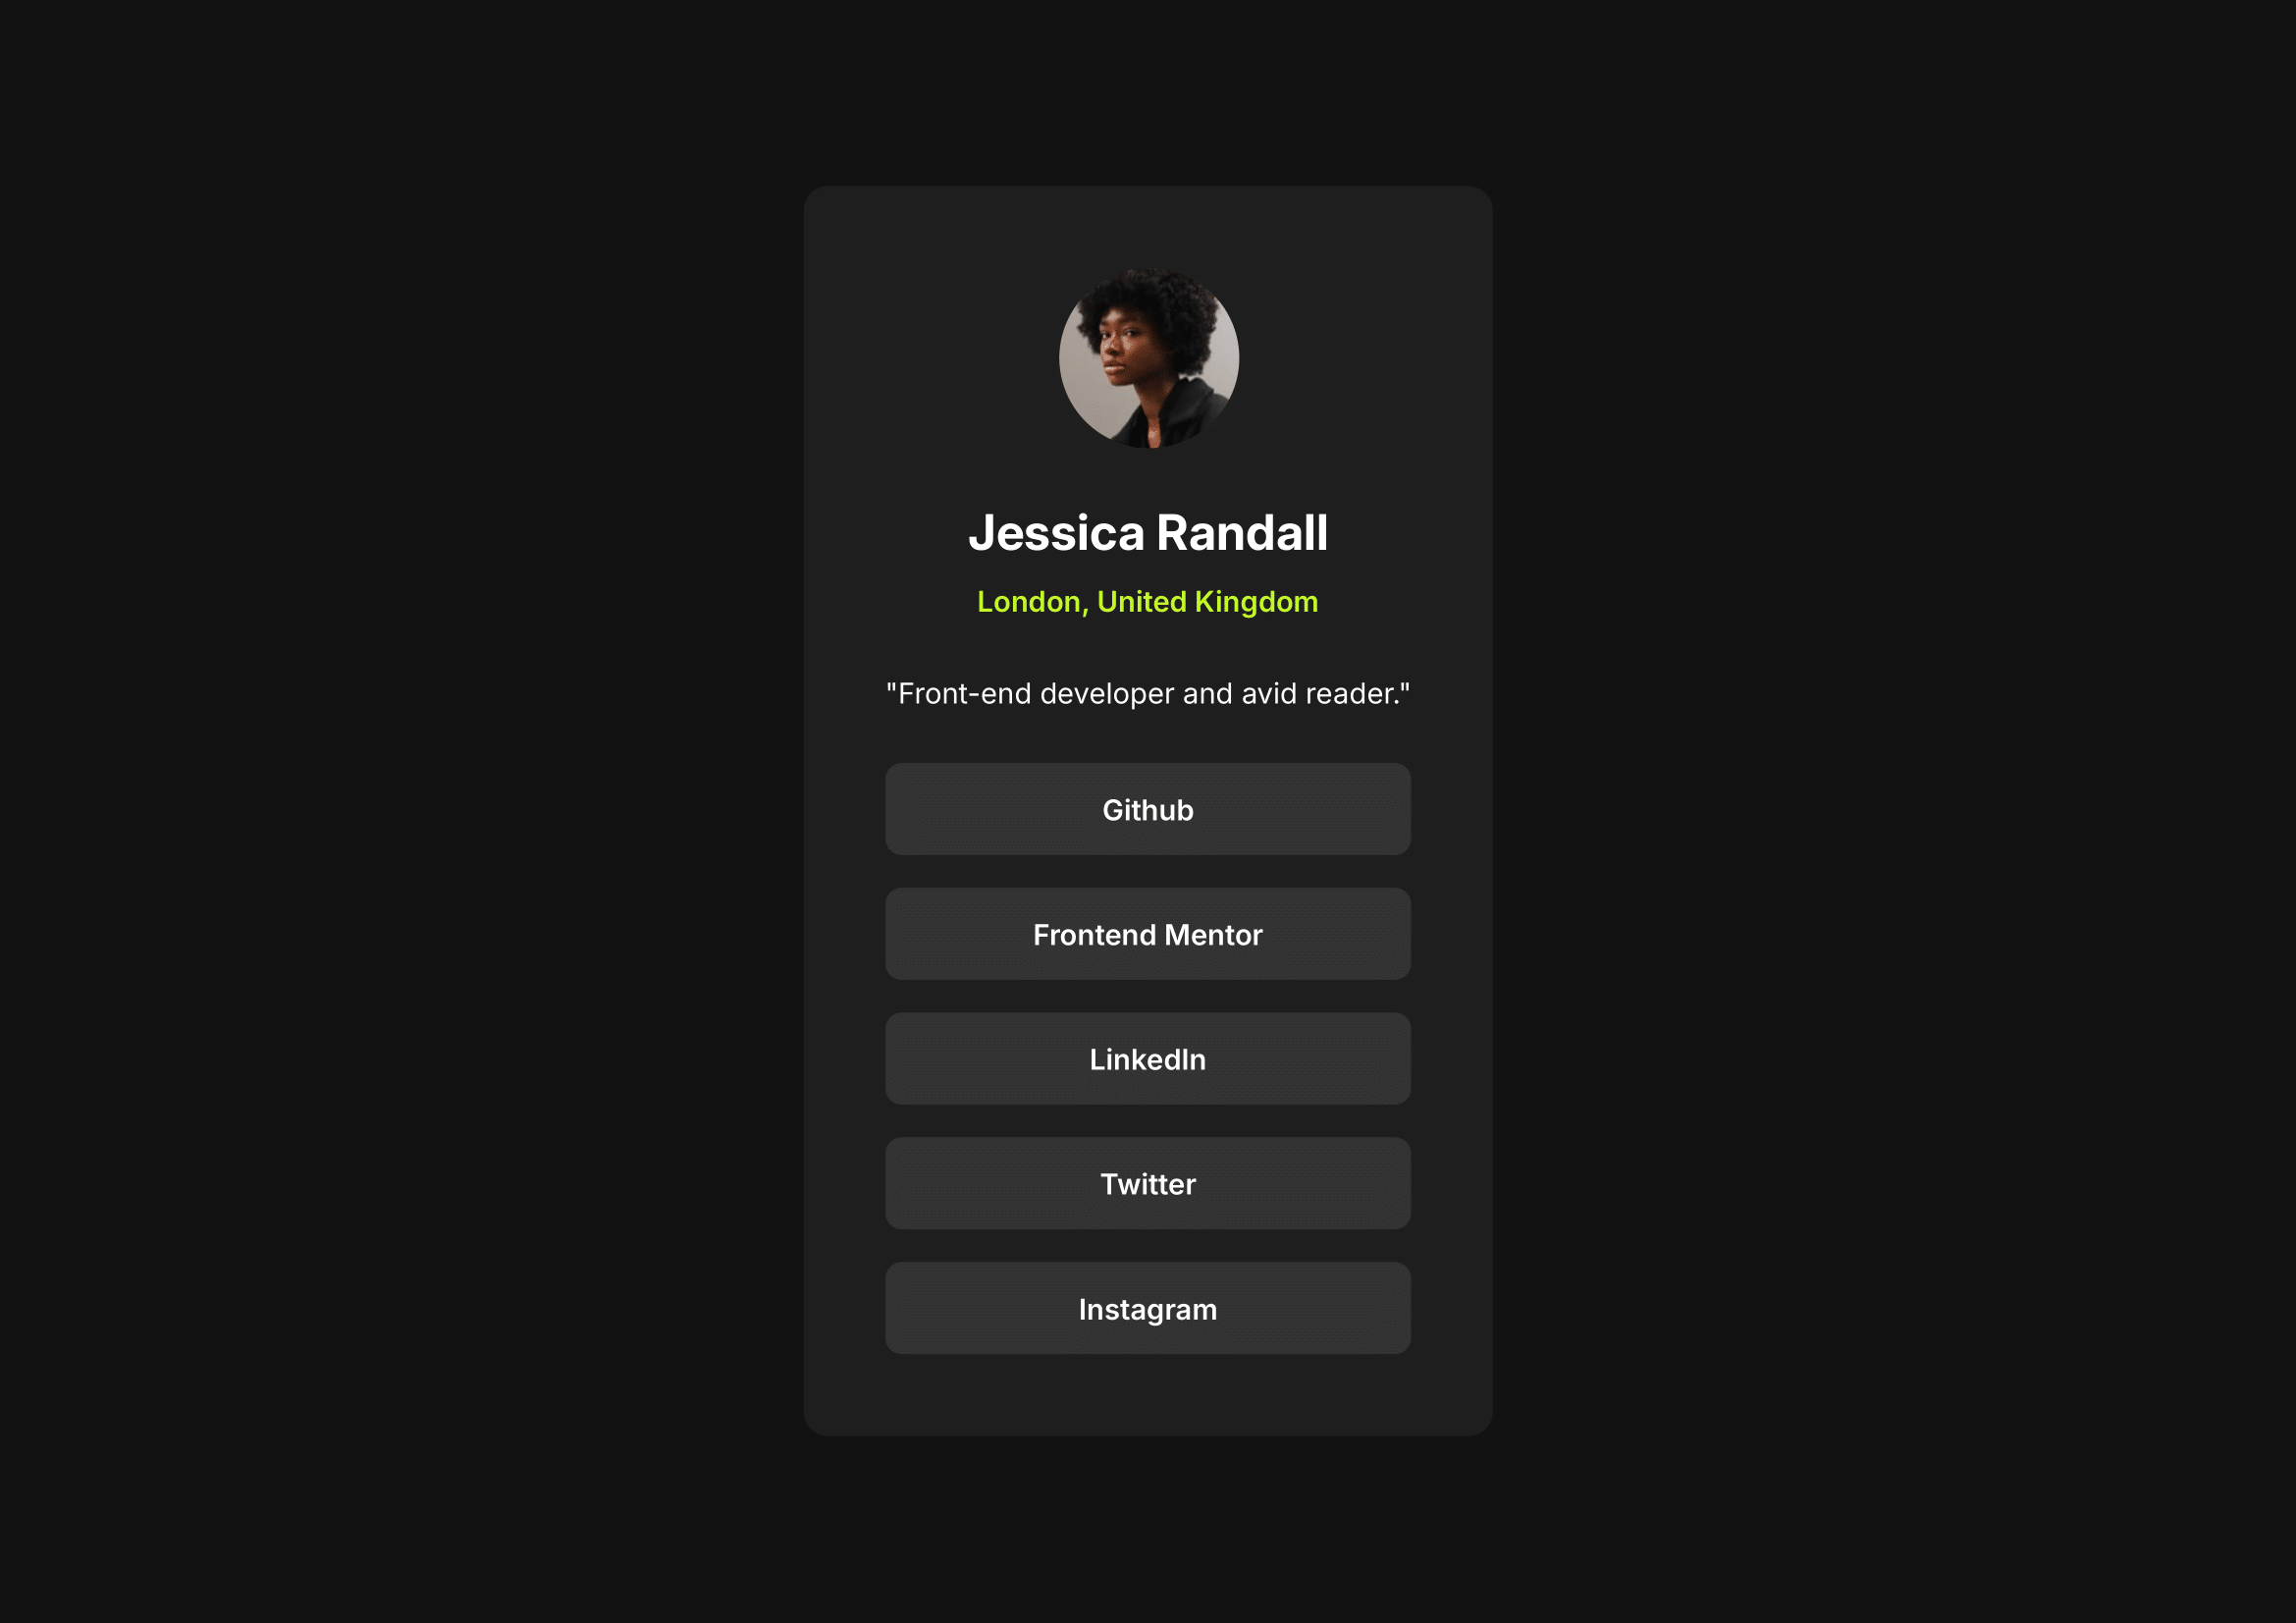 Jessica Randall
London, United Kingdom
"Front-end developer and avid reader."
Github
Frontend Mentor
LinkedIn
Twitter
Instagram